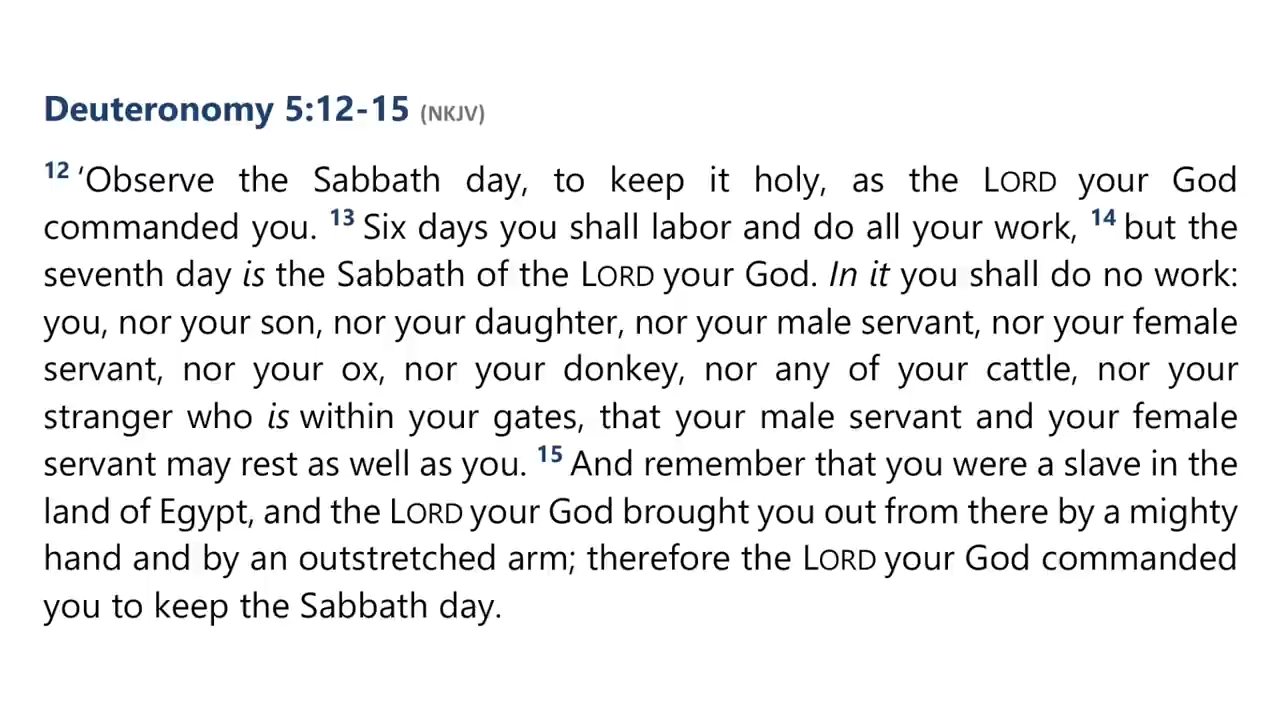 Deuteronomy 5:12-15 (NKJV)
12 ‘Observe the Sabbath day, to keep it holy, as the LORD your God
commanded you. 13 Six days you shall labor and do all your work, 14 but the
seventh day is the Sabbath of the LORD your God. In it you shall do no work:
you, nor your son, nor your daughter, nor your male servant, nor your female
servant, nor your ox, nor your donkey, nor any of your cattle, nor your
stranger who is within your gates, that your male servant and your female
servant may rest as well as you. 15 And remember that you were a slave in the
land of Egypt, and the LORD your God brought you out from there by a mighty
hand and by an outstretched arm; therefore the LORD your God commanded
you to keep the Sabbath day.